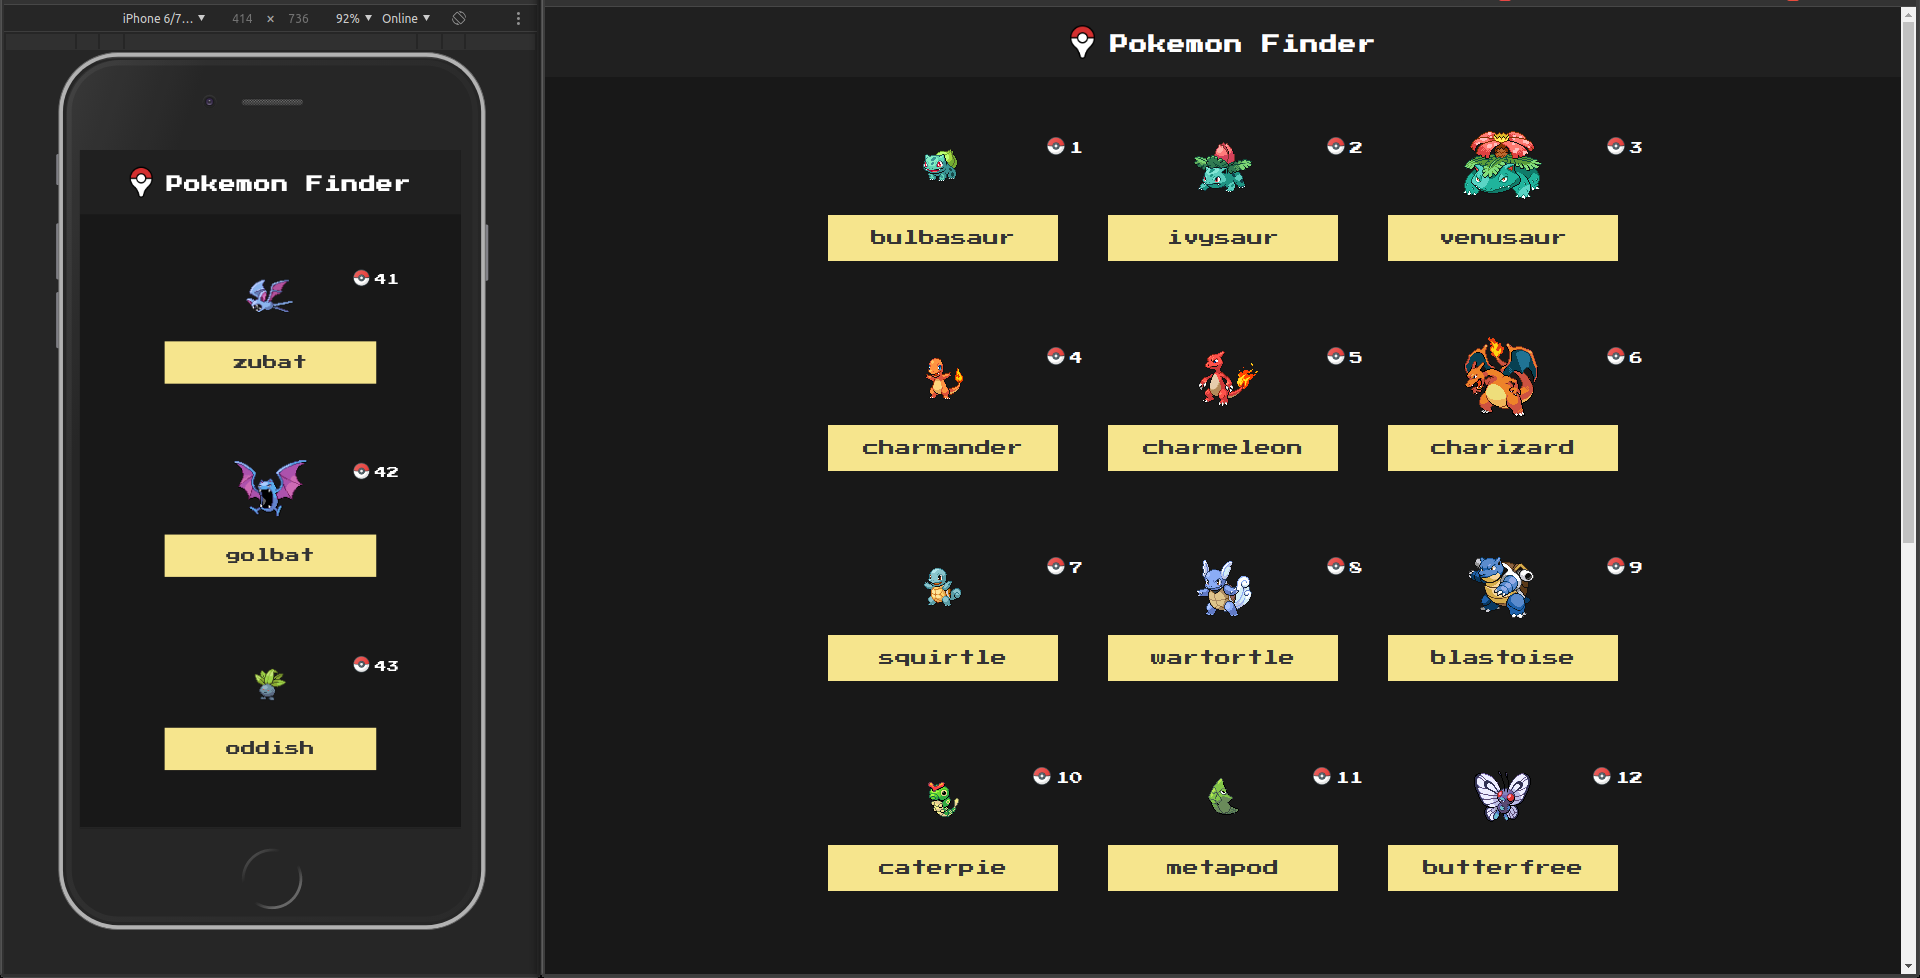 iPhone 6/7... ▼ 414 × 736 92% ▼ Online ▼
Pokemon Finder
41
zubat
42
golbat
43
oddish
Pokemon Finder
1 2 3
bulbasaur ivysaur venusaur
4 5 6
charmander charmeleon charizard
7 8 9
squirtle wartortle blastoise
10 11 12
caterpie metapod butterfree